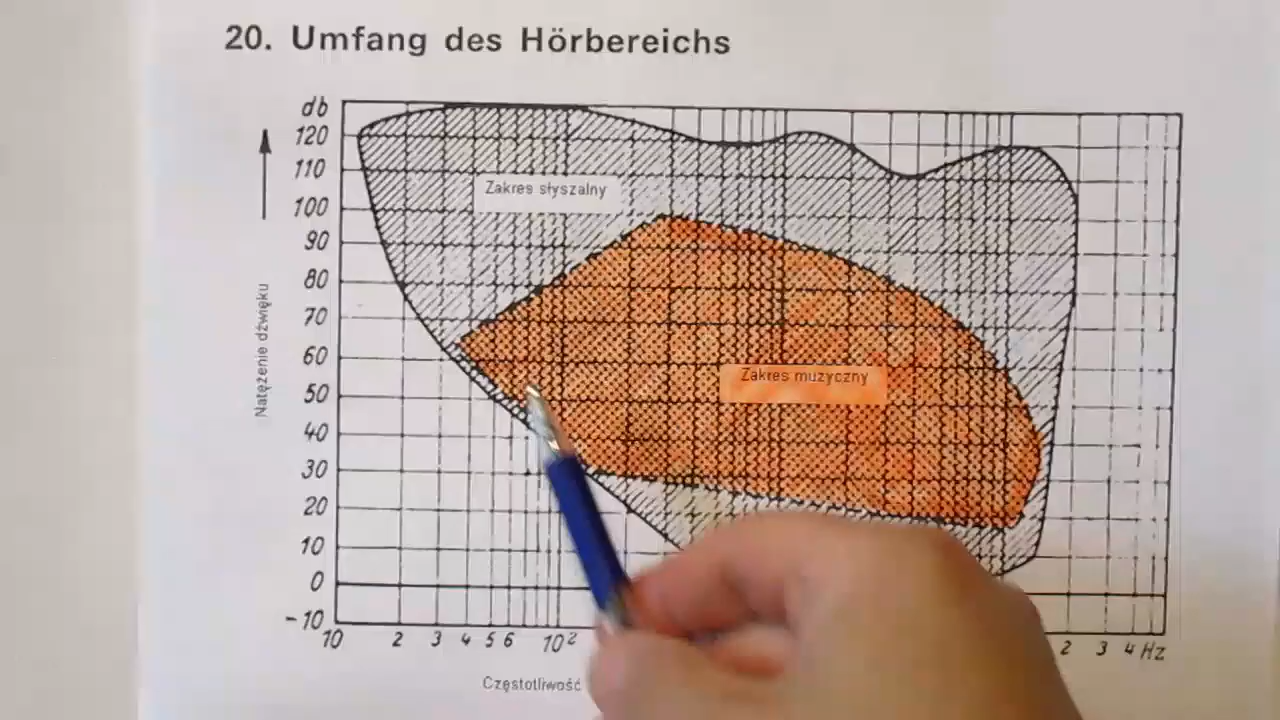 20. Umfang des Hörbereichs
db
120
110
100
90
80
70
60
50
40
30
20
10
0
-10
Natężenie dźwięku
Zakres słyszalny
Zakres muzyczny
10 2 3 4 5 6 10² 2 3 4 Hz
Częstotliwość